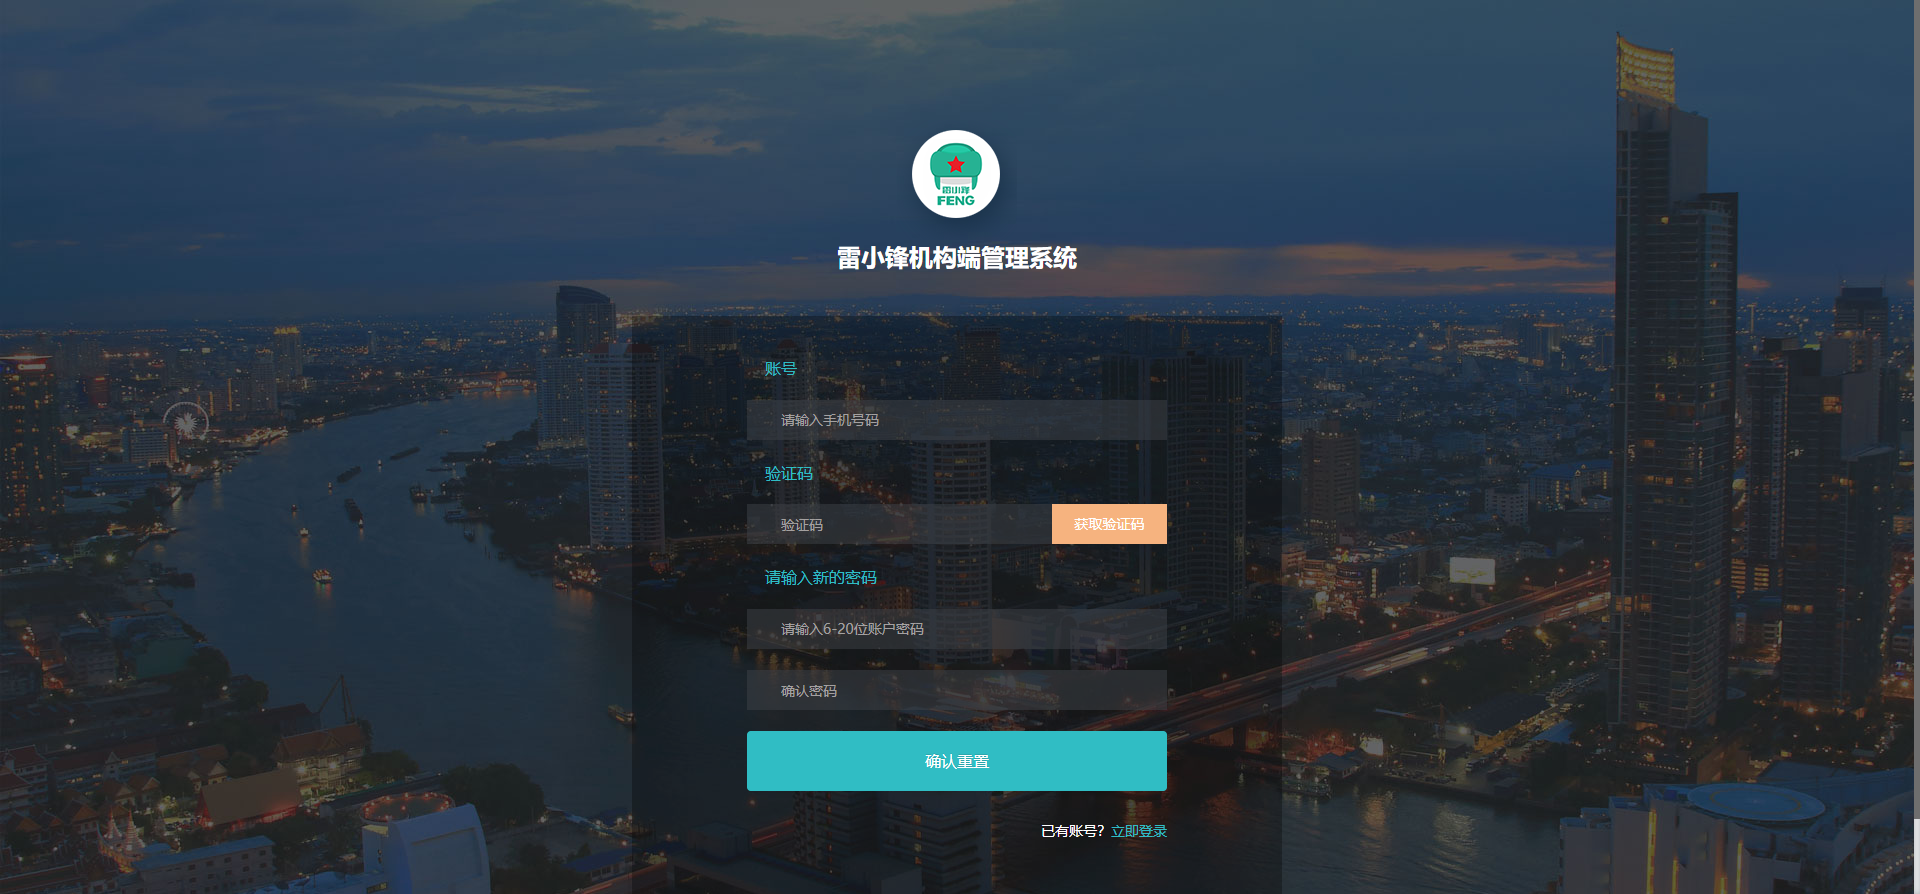 雷小锋
FENG
雷小锋机构端管理系统
账号
请输入手机号码
验证码
验证码
获取验证码
请输入新的密码
请输入6-20位账户密码
确认密码
确认重置
已有账号? 立即登录